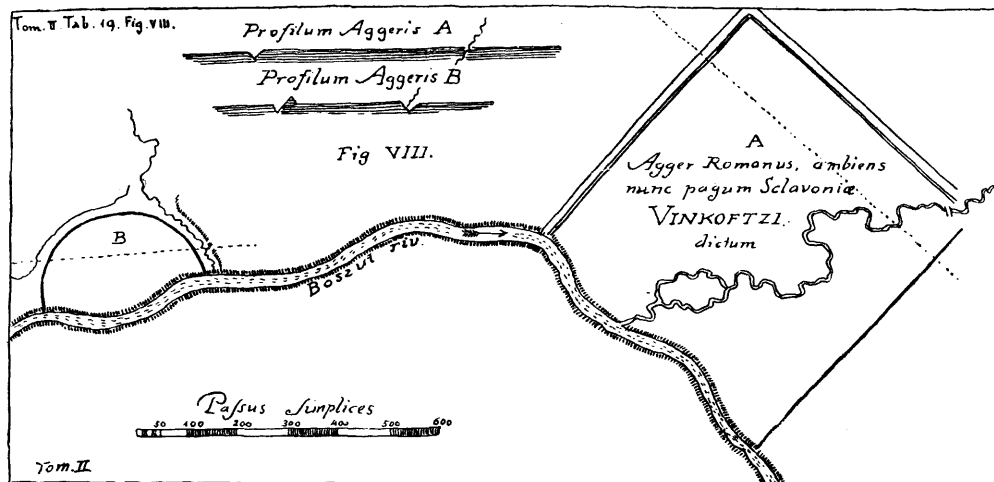 Tom. II Tab. 19. Fig. VIII.
Profilum Aggeris A
Profilum Aggeris B
Fig VIII.
A
Agger Romanus, ambiens
nunc pagum Sclavoniæ
VINKOFTZI.
dictum
B
Boszut riv.
Paſsus simplices
50 100 200 300 400 500 600
Tom. II